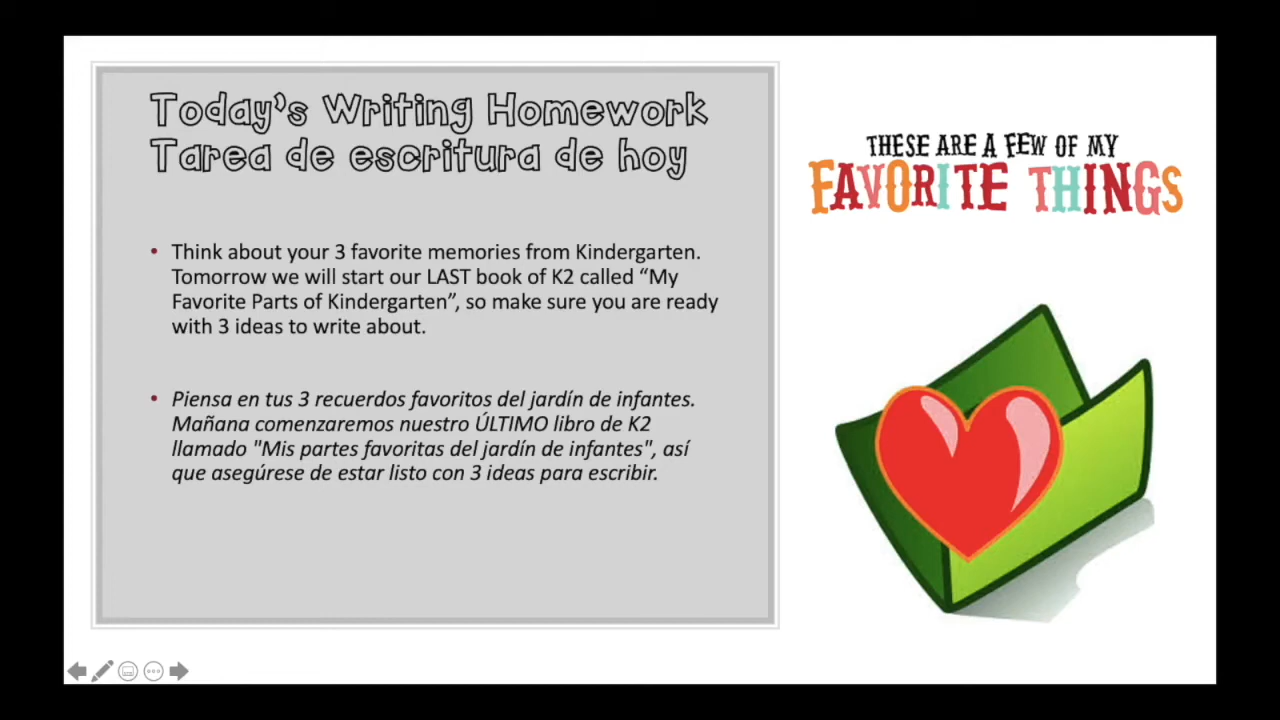 Today's Writing Homework
Tarea de escritura de hoy
• Think about your 3 favorite memories from Kindergarten.
Tomorrow we will start our LAST book of K2 called “My
Favorite Parts of Kindergarten”, so make sure you are ready
with 3 ideas to write about.
• Piensa en tus 3 recuerdos favoritos del jardín de infantes.
Mañana comenzaremos nuestro ÚLTIMO libro de K2
llamado "Mis partes favoritas del jardín de infantes", así
que asegúrese de estar listo con 3 ideas para escribir.
THESE ARE A FEW OF MY
FAVORITE THINGS